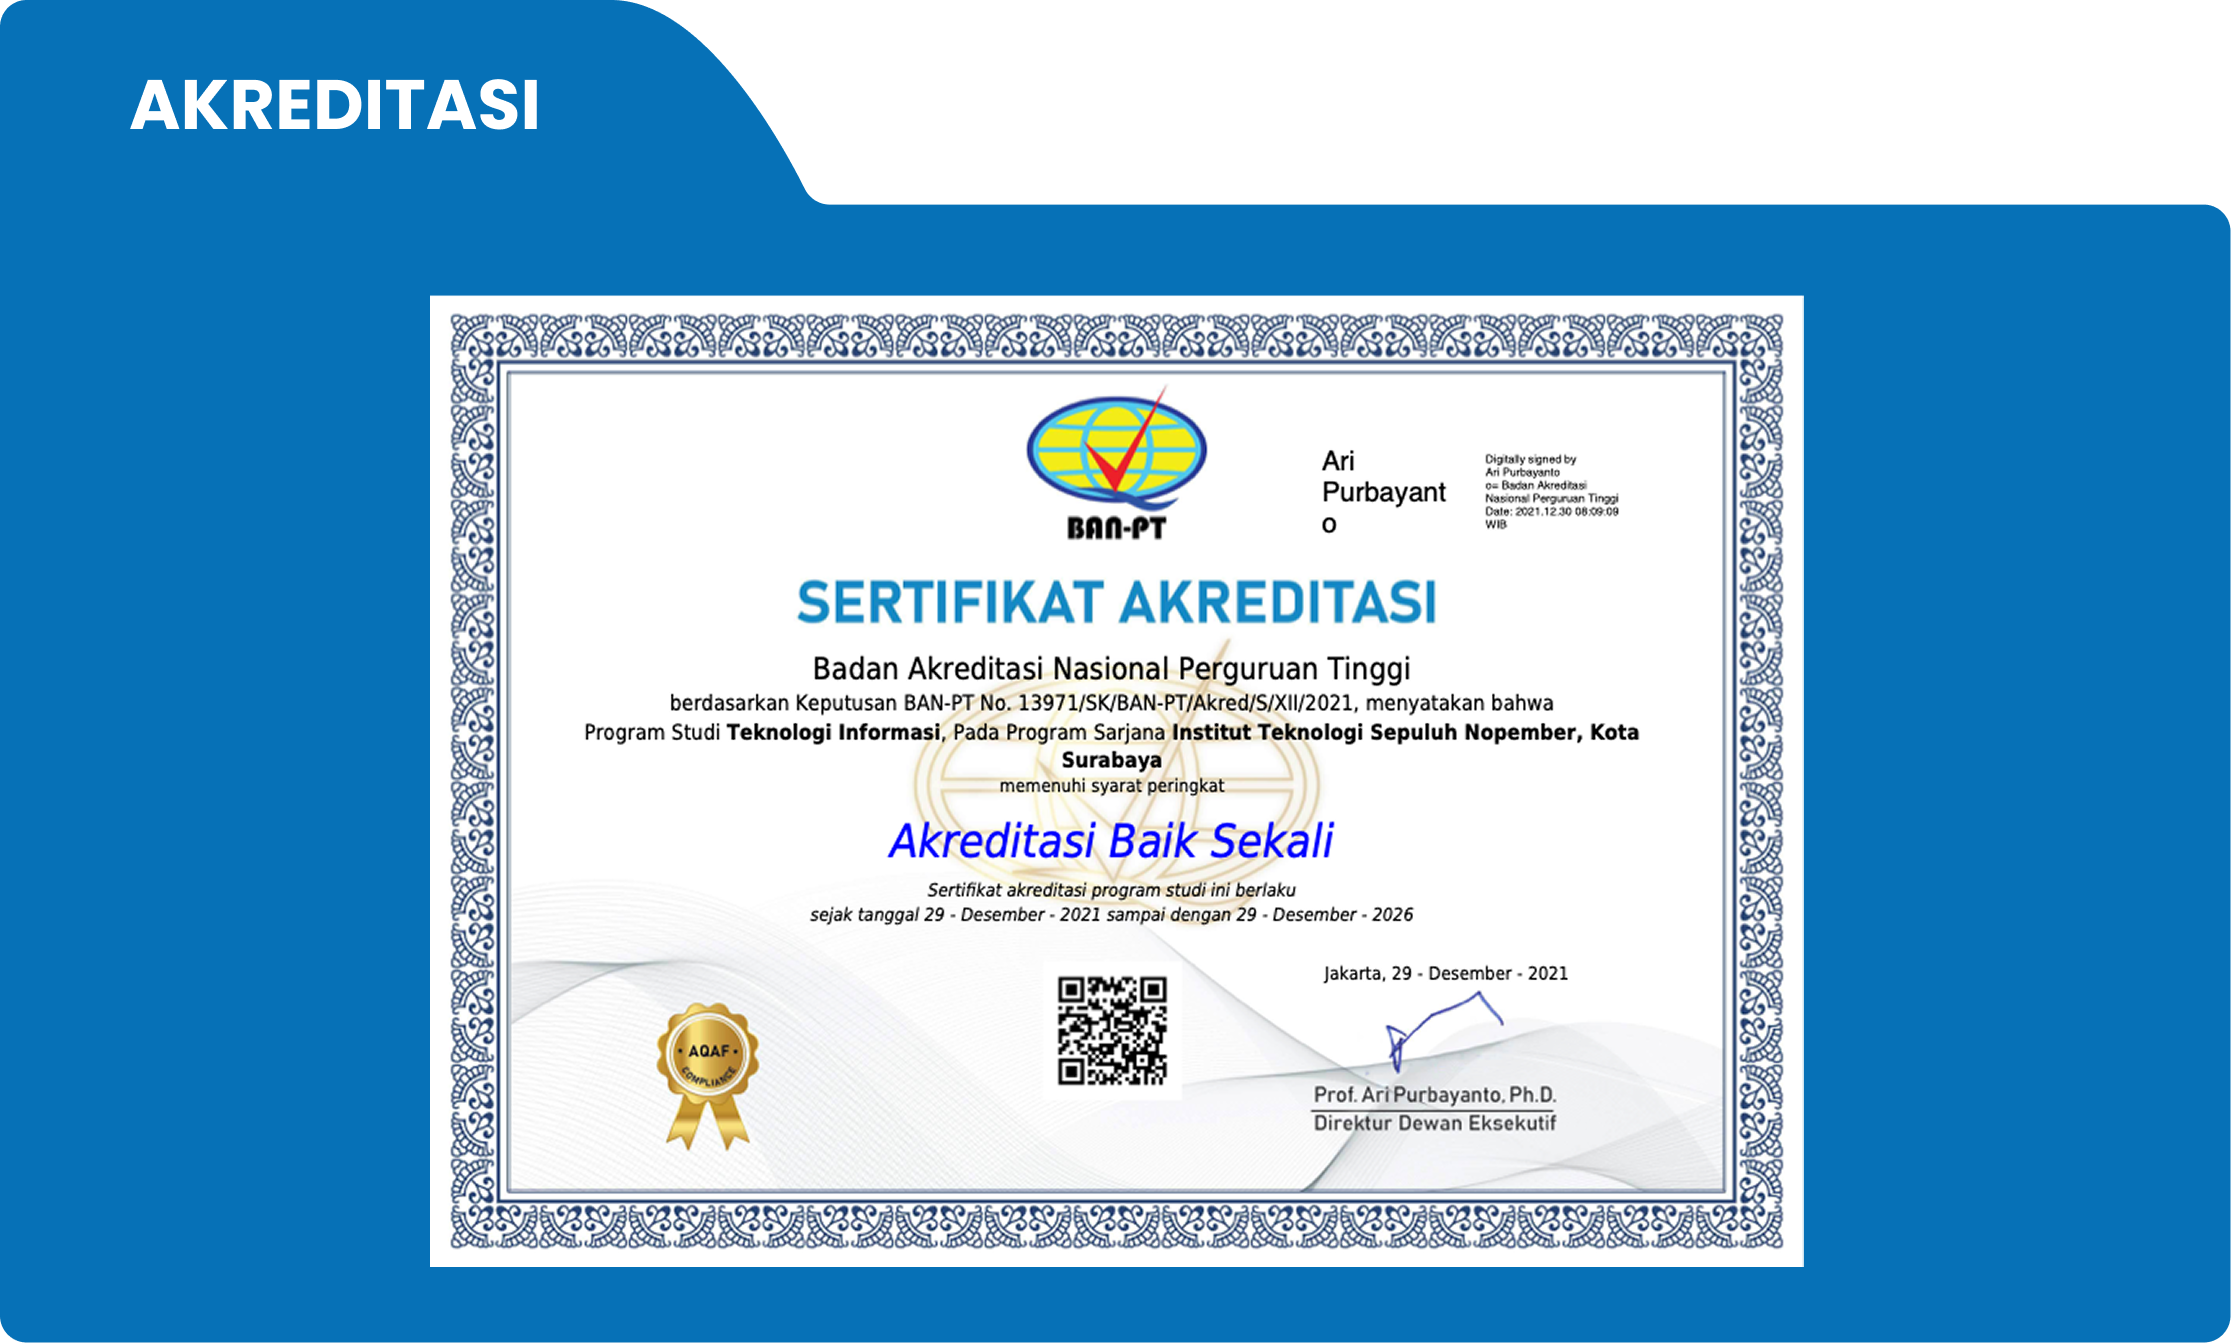 AKREDITASI
BAN-PT
Ari
Purbayant
o
Digitally signed by
Ari Purbayanto
o= Badan Akreditasi
Nasional Perguruan Tinggi
Date: 2021.12.30 08:09:09
WIB
SERTIFIKAT AKREDITASI
Badan Akreditasi Nasional Perguruan Tinggi
berdasarkan Keputusan BAN-PT No. 13971/SK/BAN-PT/Akred/S/XII/2021, menyatakan bahwa
Program Studi Teknologi Informasi, Pada Program Sarjana Institut Teknologi Sepuluh Nopember, Kota
Surabaya
memenuhi syarat peringkat
Akreditasi Baik Sekali
Sertifikat akreditasi program studi ini berlaku
sejak tanggal 29 - Desember - 2021 sampai dengan 29 - Desember - 2026
Jakarta, 29 - Desember - 2021
• AQAF •
COMPLIANCE
Prof. Ari Purbayanto, Ph.D.
Direktur Dewan Eksekutif